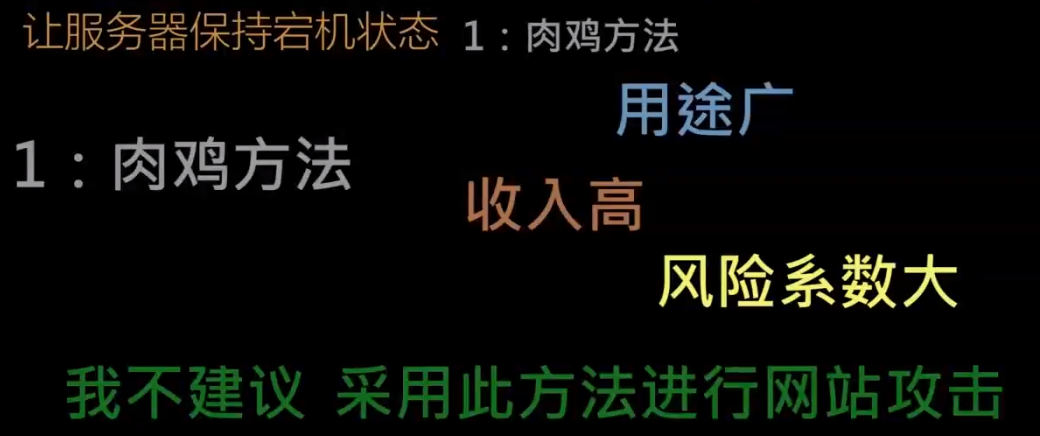 让服务器保持宕机状态 1：肉鸡方法
用途广
1：肉鸡方法
收入高
风险系数大
我不建议 采用此方法进行网站攻击